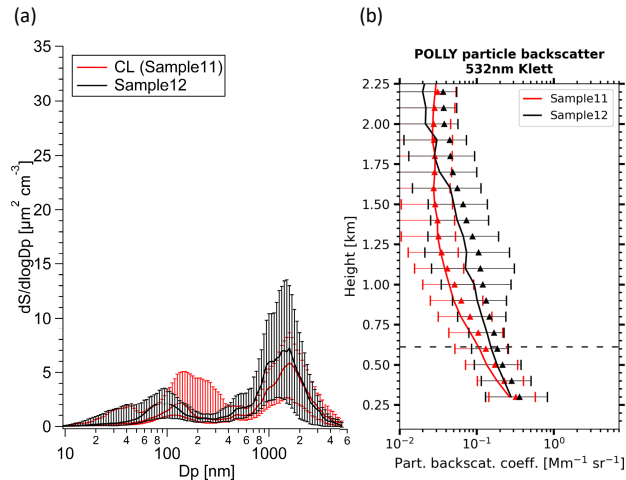 (a)
35
30
25
20
15
10
5
0
dS/dlogDp [µm² cm⁻³]
CL (Sample11)
Sample12
10 2 4 6 8 100 2 4 6 8 1000 2 4 6
Dp [nm]
(b)
POLLY particle backscatter
532nm Klett
2.25
2.00
1.75
1.50
1.25
1.00
0.75
0.50
0.25
Height [km]
Sample11
Sample12
10⁻² 10⁻¹ 10⁰
Part. backscat. coeff. [Mm⁻¹ sr⁻¹]